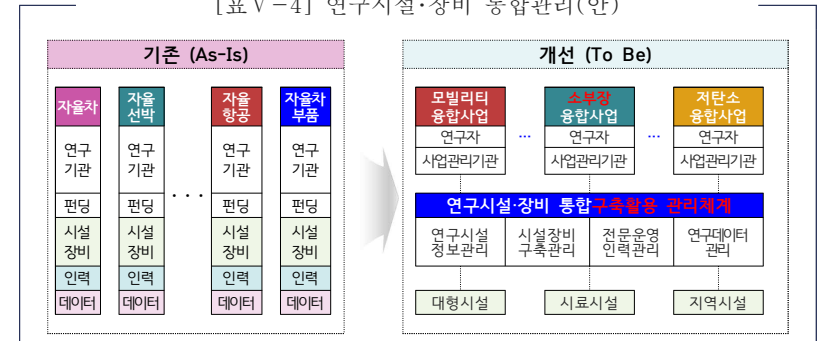 [표Ⅴ-4] 연구시설·장비 통합관리(안)
기존 (As-Is)
자율차
연구
기관
펀딩
시설
장비
인력
데이터
자율
선박
연구
기관
펀딩
시설
장비
인력
데이터
· · ·
자율
항공
연구
기관
펀딩
시설
장비
인력
데이터
자율차
부품
연구
기관
펀딩
시설
장비
인력
데이터
개선 (To Be)
모빌리티
융합사업
연구자
사업관리기관
...
소부장
융합사업
연구자
사업관리기관
...
저탄소
융합사업
연구자
사업관리기관
연구시설·장비 통합구축활용 관리체계
연구시설
정보관리
시설장비
구축관리
전문운영
인력관리
연구데이터
관리
대형시설
시료시설
지역시설